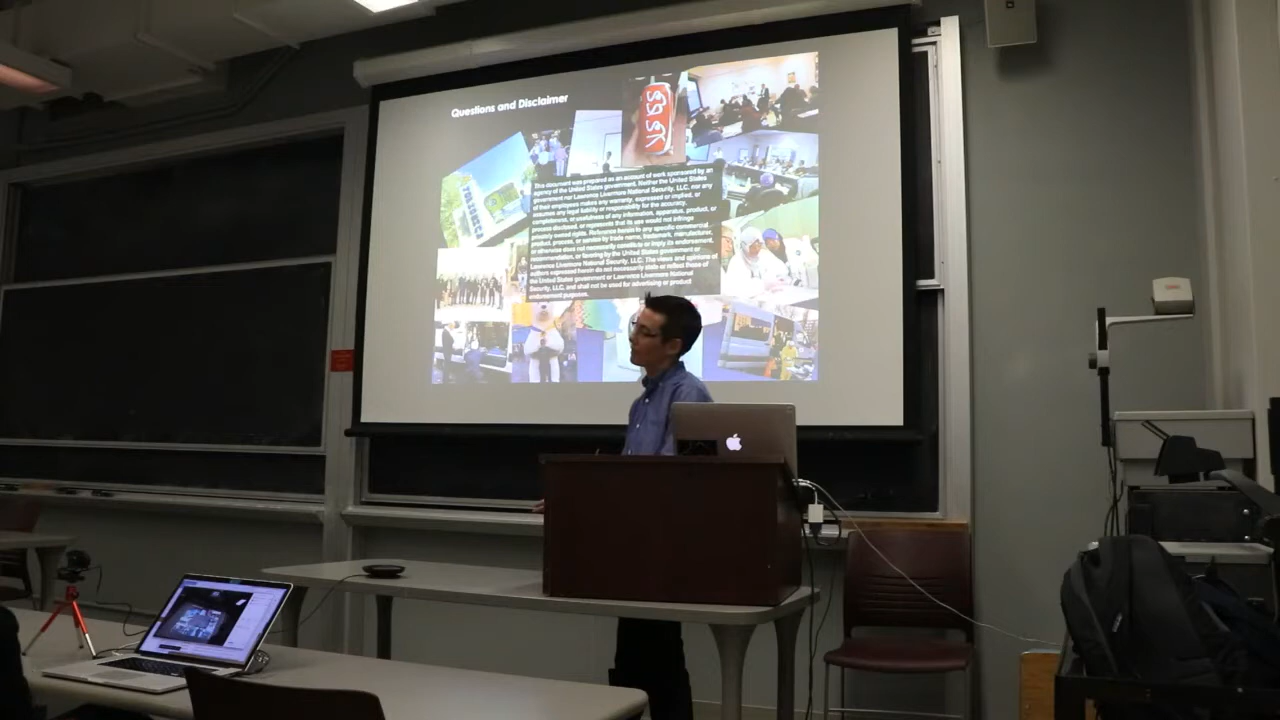 Questions and Disclaimer
This document was prepared as an account of work sponsored by an
agency of the United States government. Neither the United States
government nor Lawrence Livermore National Security, LLC, nor any
of their employees makes any warranty, expressed or implied, or
assumes any legal liability or responsibility for the accuracy,
completeness, or usefulness of any information, apparatus, product, or
process disclosed, or represents that its use would not infringe
privately owned rights. Reference herein to any specific commercial
product, process, or service by trade name, trademark, manufacturer,
or otherwise does not necessarily constitute or imply its endorsement,
recommendation, or favoring by the United States government or
Lawrence Livermore National Security, LLC. The views and opinions of
authors expressed herein do not necessarily state or reflect those of
the United States government or Lawrence Livermore National
Security, LLC, and shall not be used for advertising or product
endorsement purposes.